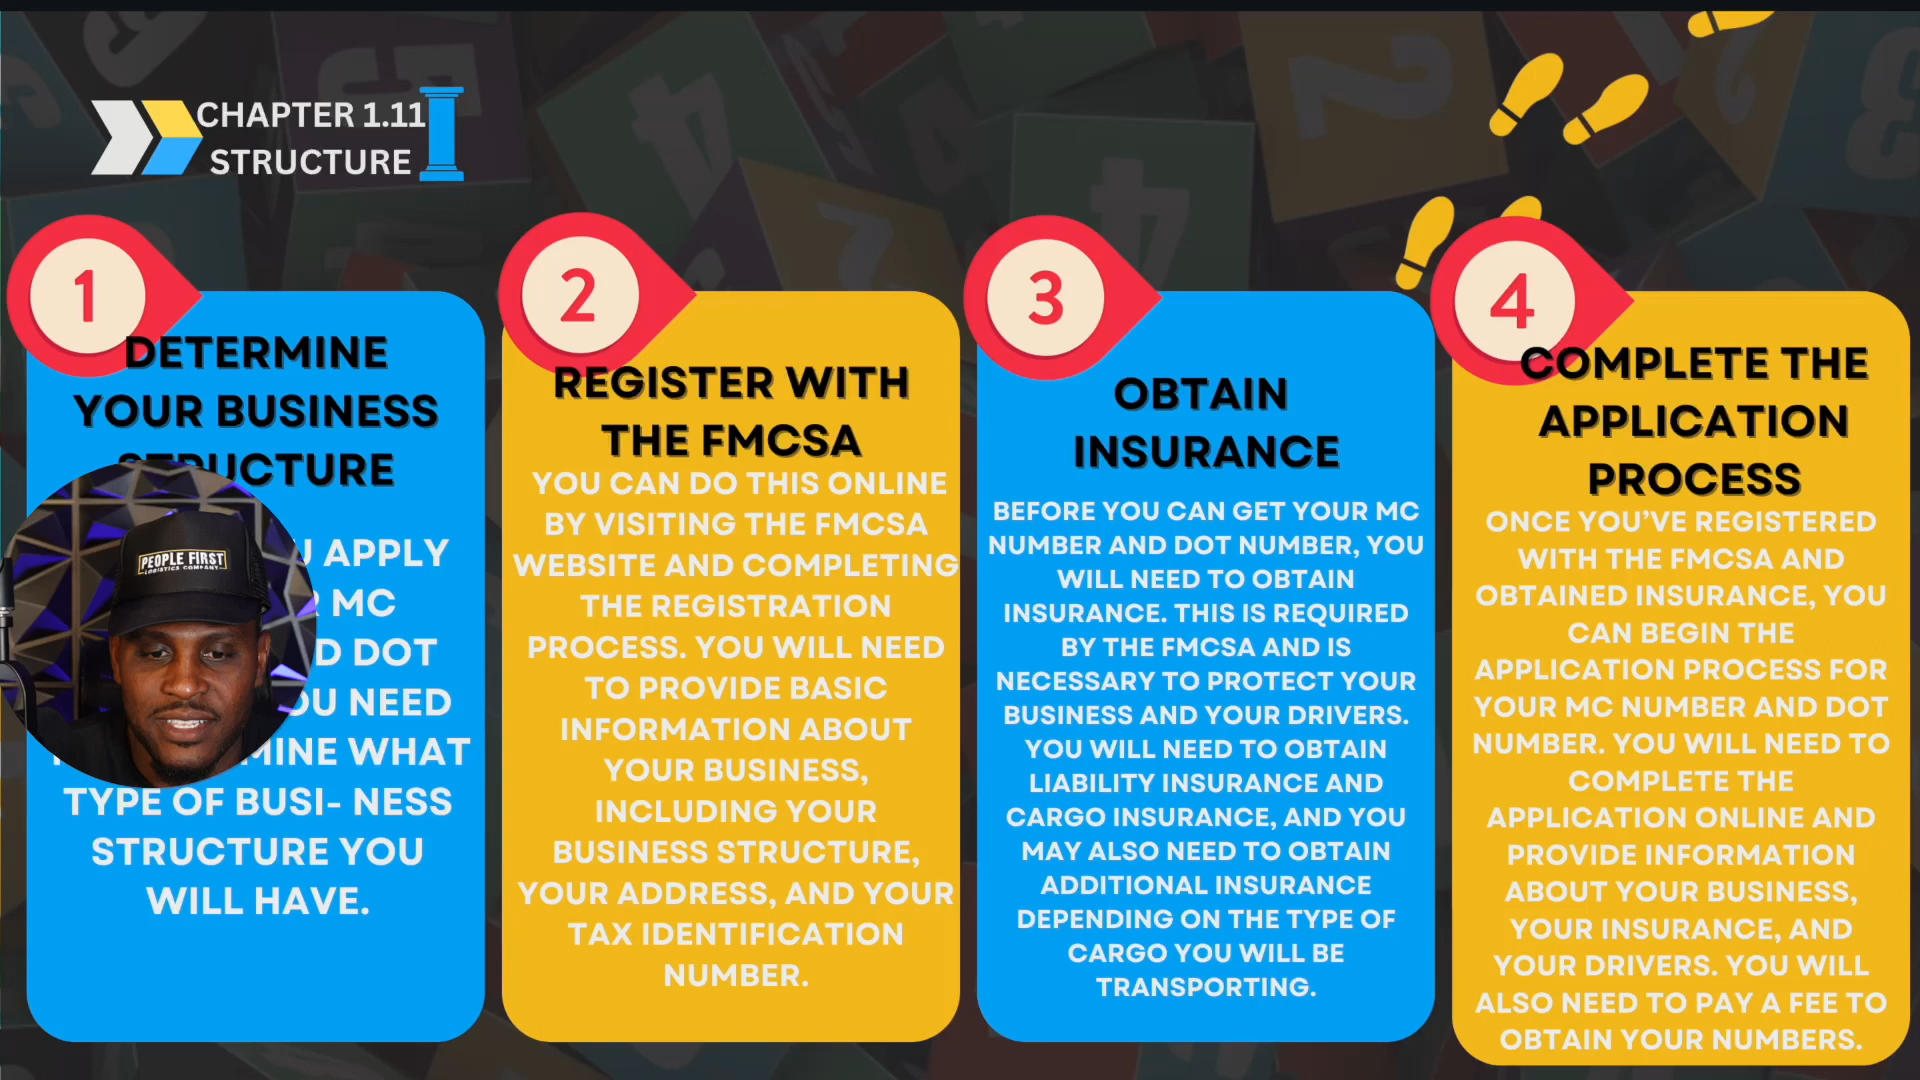 CHAPTER 1.11
STRUCTURE
1
DETERMINE
YOUR BUSINESS
STRUCTURE
APPLY
MC
DOT
NEED
WHAT
TYPE OF BUSI- NESS
STRUCTURE YOU
WILL HAVE.
PEOPLE FIRST
LOGISTICS COMPANY
2
REGISTER WITH
THE FMCSA
YOU CAN DO THIS ONLINE
BY VISITING THE FMCSA
WEBSITE AND COMPLETING
THE REGISTRATION
PROCESS. YOU WILL NEED
TO PROVIDE BASIC
INFORMATION ABOUT
YOUR BUSINESS,
INCLUDING YOUR
BUSINESS STRUCTURE,
YOUR ADDRESS, AND YOUR
TAX IDENTIFICATION
NUMBER.
3
OBTAIN
INSURANCE
BEFORE YOU CAN GET YOUR MC
NUMBER AND DOT NUMBER, YOU
WILL NEED TO OBTAIN
INSURANCE. THIS IS REQUIRED
BY THE FMCSA AND IS
NECESSARY TO PROTECT YOUR
BUSINESS AND YOUR DRIVERS.
YOU WILL NEED TO OBTAIN
LIABILITY INSURANCE AND
CARGO INSURANCE, AND YOU
MAY ALSO NEED TO OBTAIN
ADDITIONAL INSURANCE
DEPENDING ON THE TYPE OF
CARGO YOU WILL BE
TRANSPORTING.
4
COMPLETE THE
APPLICATION
PROCESS
ONCE YOU’VE REGISTERED
WITH THE FMCSA AND
OBTAINED INSURANCE, YOU
CAN BEGIN THE
APPLICATION PROCESS FOR
YOUR MC NUMBER AND DOT
NUMBER. YOU WILL NEED TO
COMPLETE THE
APPLICATION ONLINE AND
PROVIDE INFORMATION
ABOUT YOUR BUSINESS,
YOUR INSURANCE, AND
YOUR DRIVERS. YOU WILL
ALSO NEED TO PAY A FEE TO
OBTAIN YOUR NUMBERS.